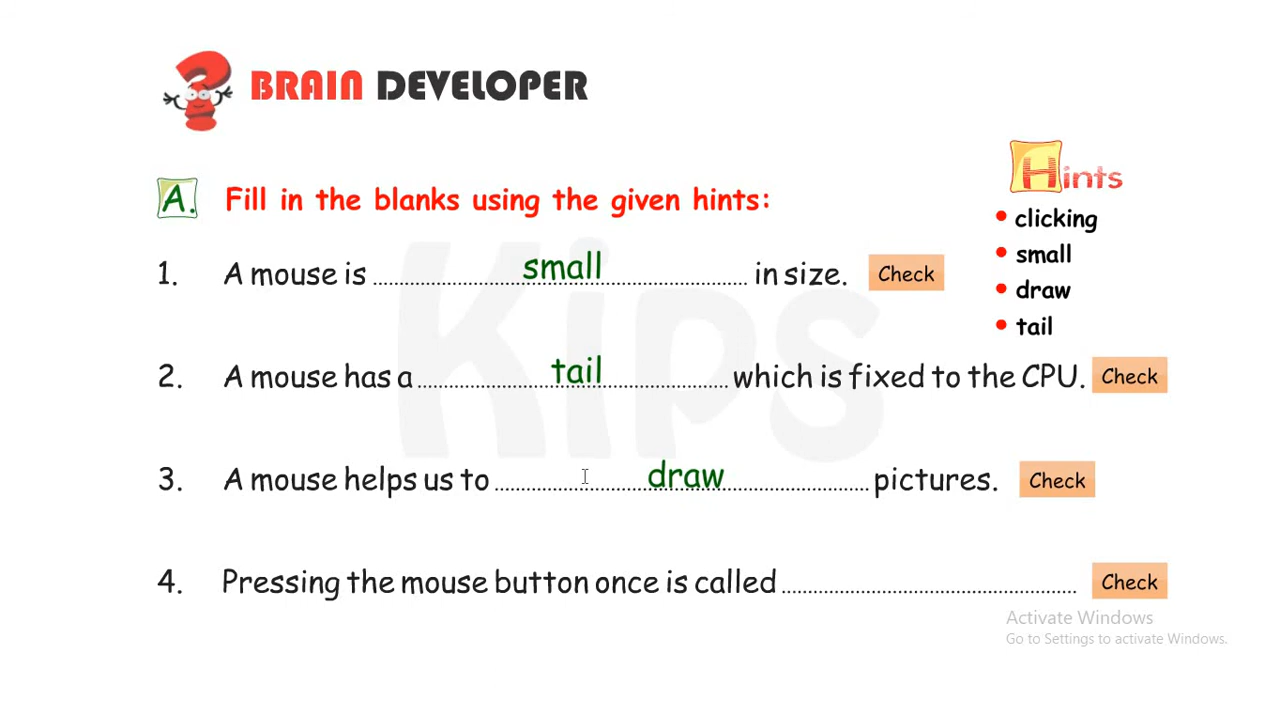 BRAIN DEVELOPER
Hints
A. Fill in the blanks using the given hints:
• clicking
• small
• draw
• tail
1. A mouse is small in size. Check
2. A mouse has a tail which is fixed to the CPU. Check
3. A mouse helps us to draw pictures. Check
4. Pressing the mouse button once is called Check
Kips
Activate Windows
Go to Settings to activate Windows.